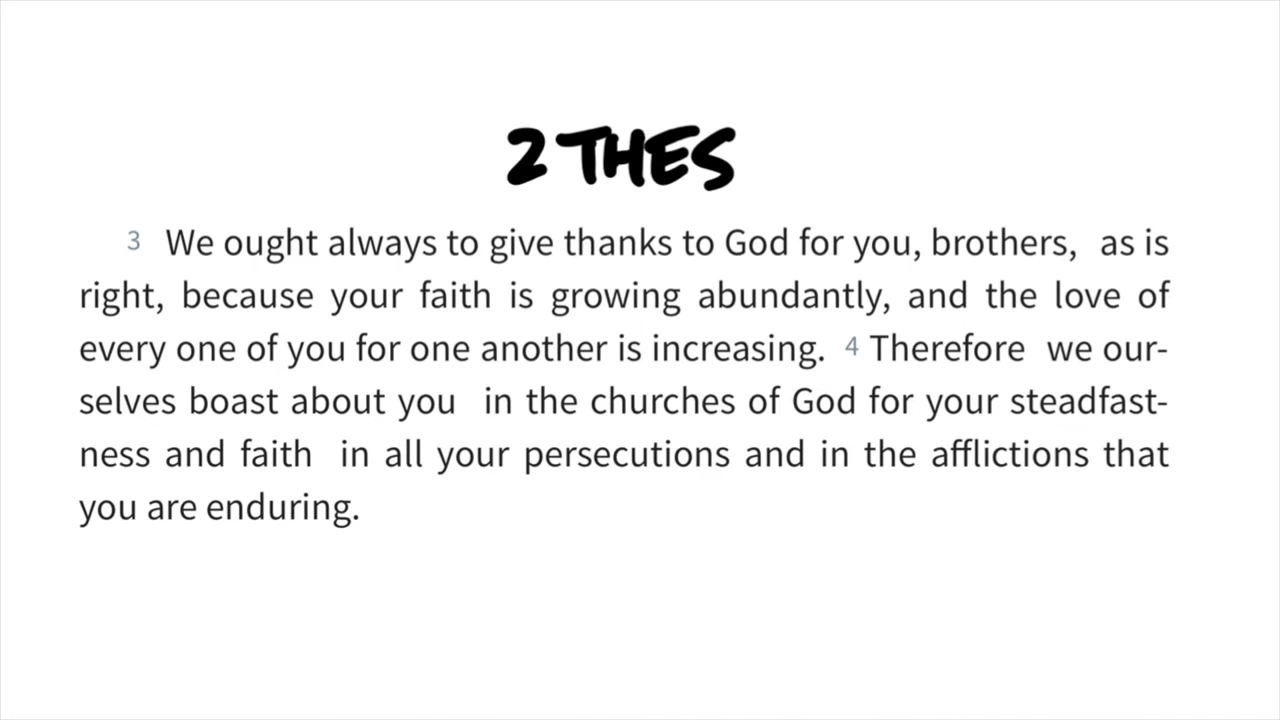 2 THES
3 We ought always to give thanks to God for you, brothers, as is
right, because your faith is growing abundantly, and the love of
every one of you for one another is increasing. 4 Therefore we our-
selves boast about you in the churches of God for your steadfast-
ness and faith in all your persecutions and in the afflictions that
you are enduring.